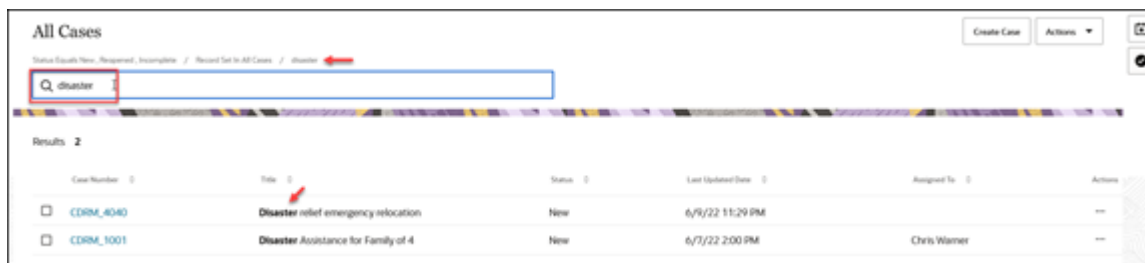 All Cases
Create Case
Actions
Status Equals New, Reopened, Incomplete / Record Set In All Cases / disaster
disaster
Results 2
Case Number Title Status Last Updated Date Assigned To Actions
CDRM_4040 Disaster relief emergency relocation New 6/9/22 11:29 PM ...
CDRM_1001 Disaster Assistance for Family of 4 New 6/7/22 2:00 PM Chris Warner ...